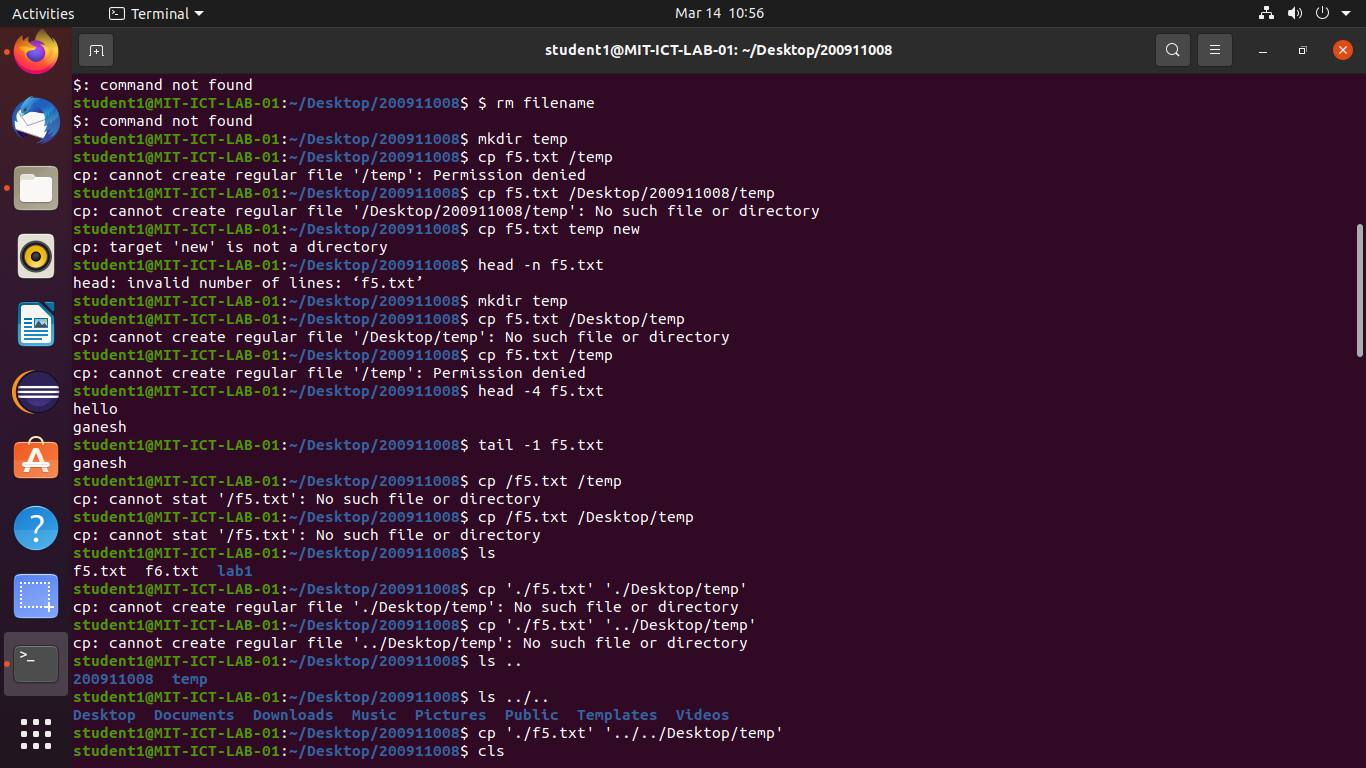 Activities Terminal Mar 14 10:56
student1@MIT-ICT-LAB-01: ~/Desktop/200911008
$: command not found
student1@MIT-ICT-LAB-01:~/Desktop/200911008$ $ rm filename
$: command not found
student1@MIT-ICT-LAB-01:~/Desktop/200911008$ mkdir temp
student1@MIT-ICT-LAB-01:~/Desktop/200911008$ cp f5.txt /temp
cp: cannot create regular file '/temp': Permission denied
student1@MIT-ICT-LAB-01:~/Desktop/200911008$ cp f5.txt /Desktop/200911008/temp
cp: cannot create regular file '/Desktop/200911008/temp': No such file or directory
student1@MIT-ICT-LAB-01:~/Desktop/200911008$ cp f5.txt temp new
cp: target 'new' is not a directory
student1@MIT-ICT-LAB-01:~/Desktop/200911008$ head -n f5.txt
head: invalid number of lines: ‘f5.txt’
student1@MIT-ICT-LAB-01:~/Desktop/200911008$ mkdir temp
student1@MIT-ICT-LAB-01:~/Desktop/200911008$ cp f5.txt /Desktop/temp
cp: cannot create regular file '/Desktop/temp': No such file or directory
student1@MIT-ICT-LAB-01:~/Desktop/200911008$ cp f5.txt /temp
cp: cannot create regular file '/temp': Permission denied
student1@MIT-ICT-LAB-01:~/Desktop/200911008$ head -4 f5.txt
hello
ganesh
student1@MIT-ICT-LAB-01:~/Desktop/200911008$ tail -1 f5.txt
ganesh
student1@MIT-ICT-LAB-01:~/Desktop/200911008$ cp /f5.txt /temp
cp: cannot stat '/f5.txt': No such file or directory
student1@MIT-ICT-LAB-01:~/Desktop/200911008$ cp /f5.txt /Desktop/temp
cp: cannot stat '/f5.txt': No such file or directory
student1@MIT-ICT-LAB-01:~/Desktop/200911008$ ls
f5.txt f6.txt lab1
student1@MIT-ICT-LAB-01:~/Desktop/200911008$ cp './f5.txt' './Desktop/temp'
cp: cannot create regular file './Desktop/temp': No such file or directory
student1@MIT-ICT-LAB-01:~/Desktop/200911008$ cp './f5.txt' '../Desktop/temp'
cp: cannot create regular file '../Desktop/temp': No such file or directory
student1@MIT-ICT-LAB-01:~/Desktop/200911008$ ls ..
200911008 temp
student1@MIT-ICT-LAB-01:~/Desktop/200911008$ ls ../..
Desktop Documents Downloads Music Pictures Public Templates Videos
student1@MIT-ICT-LAB-01:~/Desktop/200911008$ cp './f5.txt' '../../Desktop/temp'
student1@MIT-ICT-LAB-01:~/Desktop/200911008$ cls